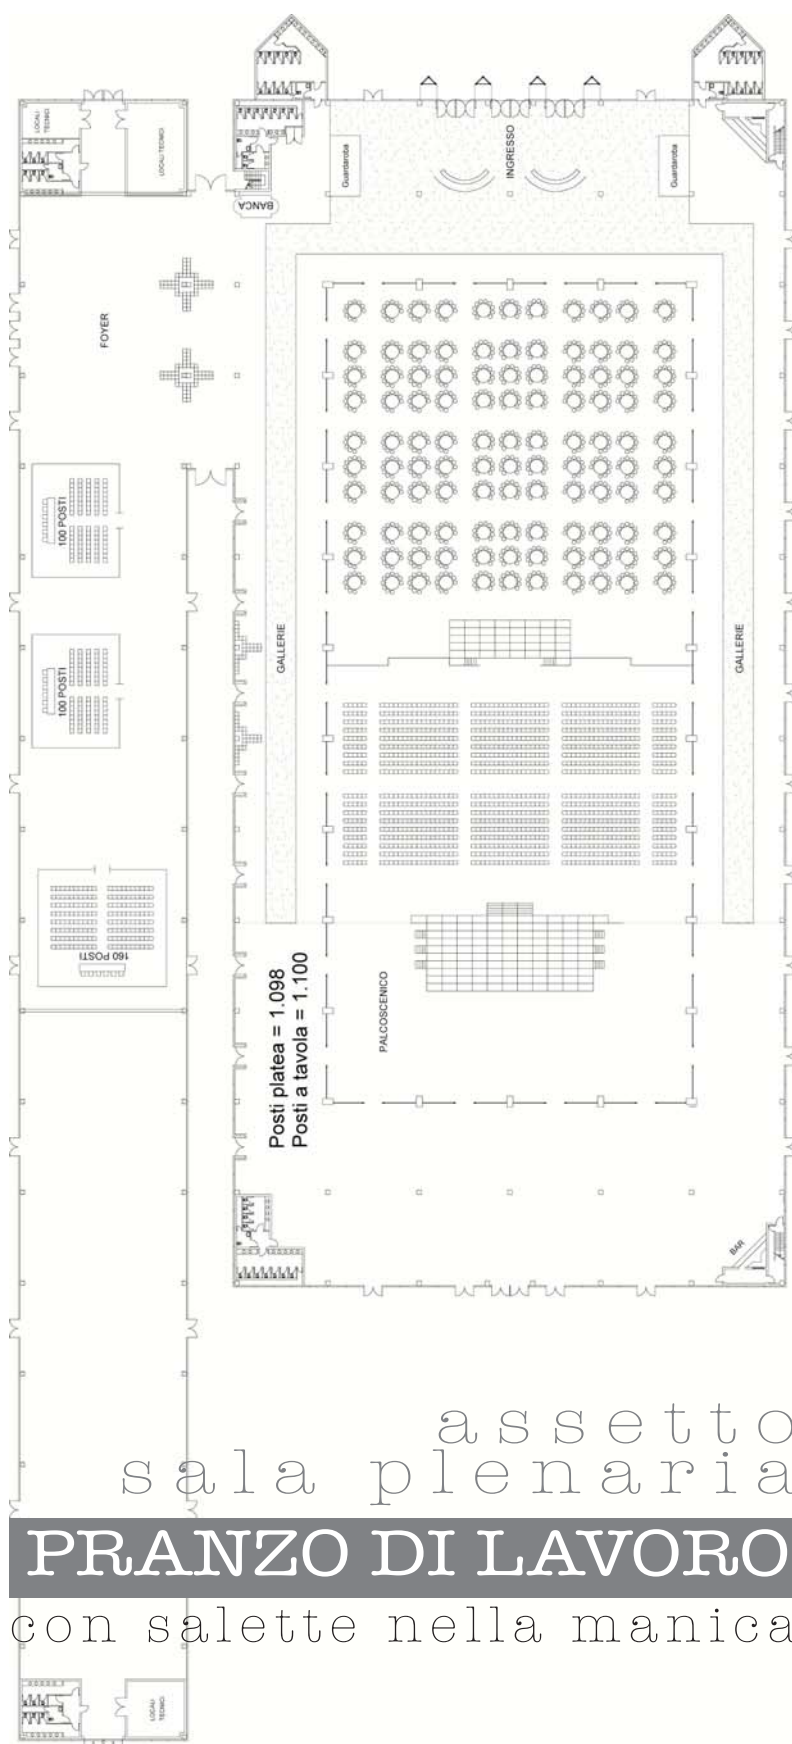 LOCALI
TECNICI
LOCALI TECNICI
BANCA
Guardaroba
INGRESSO
Guardaroba
FOYER
100 POSTI
100 POSTI
160 POSTI
GALLERIE
GALLERIE
PALCOSCENICO
Posti platea = 1.098
Posti a tavola = 1.100
BAR
assetto
sala plenaria
PRANZO DI LAVORO
con salette nella manica
LOCALI
TECNICI